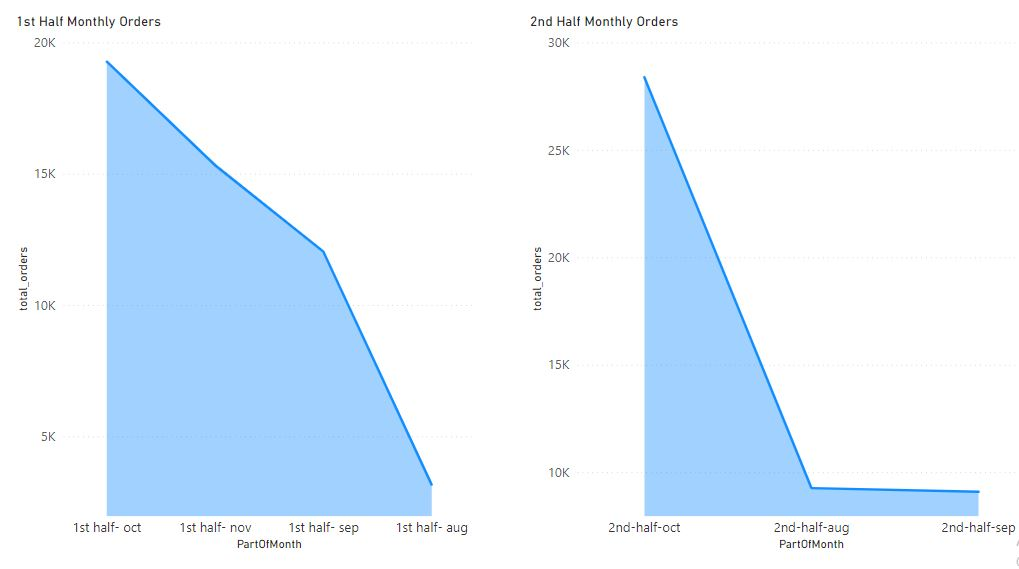 1st Half Monthly Orders
20K
15K
10K
5K
total_orders
1st half- oct
1st half- nov
1st half- sep
1st half- aug
PartOfMonth
2nd Half Monthly Orders
30K
25K
20K
15K
10K
total_orders
2nd-half-oct
2nd-half-aug
2nd-half-sep
PartOfMonth